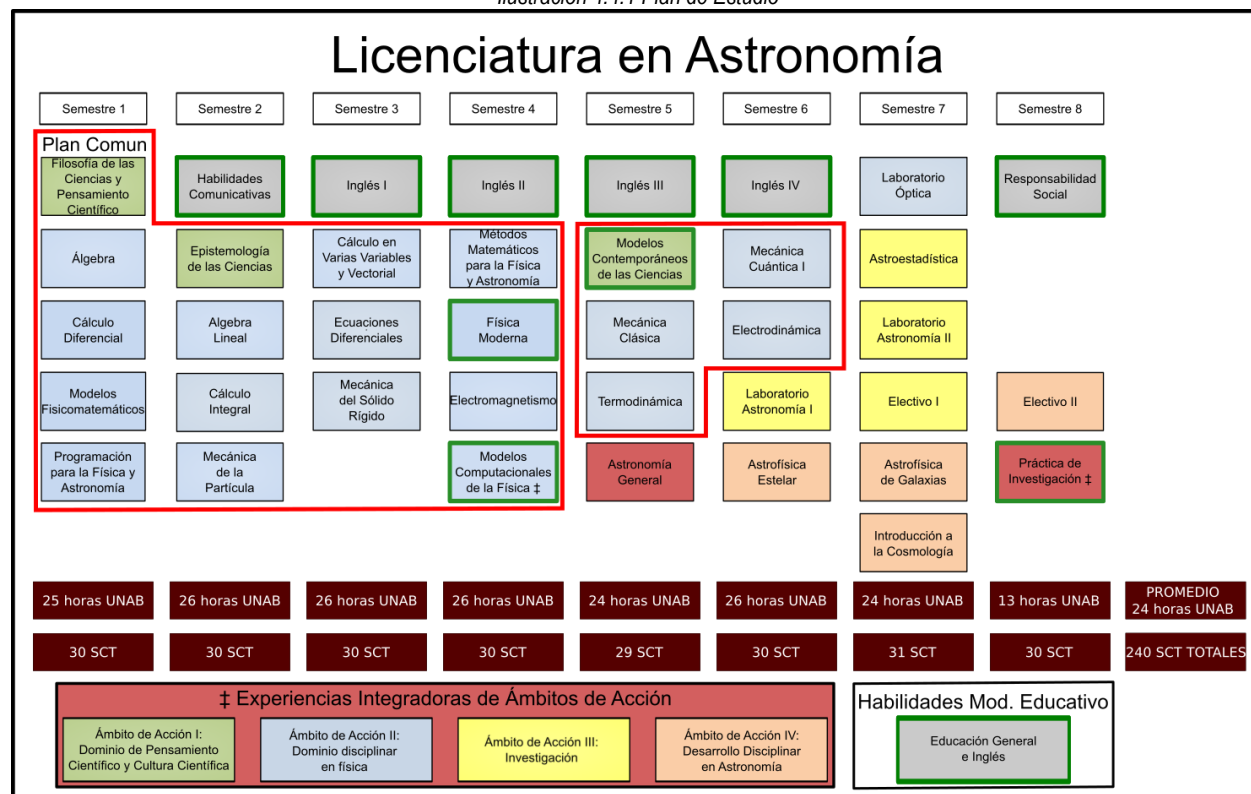 Ilustración 4.4.1 Plan de Estudio
Licenciatura en Astronomía
Semestre 1
Semestre 2
Semestre 3
Semestre 4
Semestre 5
Semestre 6
Semestre 7
Semestre 8
Plan Comun
Filosofía de las
Ciencias y
Pensamiento
Científico
Habilidades
Comunicativas
Inglés I
Inglés II
Inglés III
Inglés IV
Laboratorio
Óptica
Responsabilidad
Social
Álgebra
Epistemología
de las Ciencias
Cálculo en
Varias Variables
y Vectorial
Métodos
Matemáticos
para la Física
y Astronomía
Modelos
Contemporáneos
de las Ciencias
Mecánica
Cuántica I
Astroestadística
Cálculo
Diferencial
Algebra
Lineal
Ecuaciones
Diferenciales
Física
Moderna
Mecánica
Clásica
Electrodinámica
Laboratorio
Astronomía II
Modelos
Fisicomatemáticos
Cálculo
Integral
Mecánica
del Sólido
Rígido
Electromagnetismo
Termodinámica
Laboratorio
Astronomía I
Electivo I
Electivo II
Programación
para la Física y
Astronomía
Mecánica
de la
Partícula
Modelos
Computacionales
de la Física ‡
Astronomía
General
Astrofísica
Estelar
Astrofísica
de Galaxias
Práctica de
Investigación ‡
Introducción a
la Cosmología
25 horas UNAB
26 horas UNAB
26 horas UNAB
26 horas UNAB
24 horas UNAB
26 horas UNAB
24 horas UNAB
13 horas UNAB
PROMEDIO
24 horas UNAB
30 SCT
30 SCT
30 SCT
30 SCT
29 SCT
30 SCT
31 SCT
30 SCT
240 SCT TOTALES
‡ Experiencias Integradoras de Ámbitos de Acción
Ámbito de Acción I:
Dominio de Pensamiento
Científico y Cultura Científica
Ámbito de Acción II:
Dominio disciplinar
en física
Ámbito de Acción III:
Investigación
Ámbito de Acción IV:
Desarrollo Disciplinar
en Astronomía
Habilidades Mod. Educativo
Educación General
e Inglés